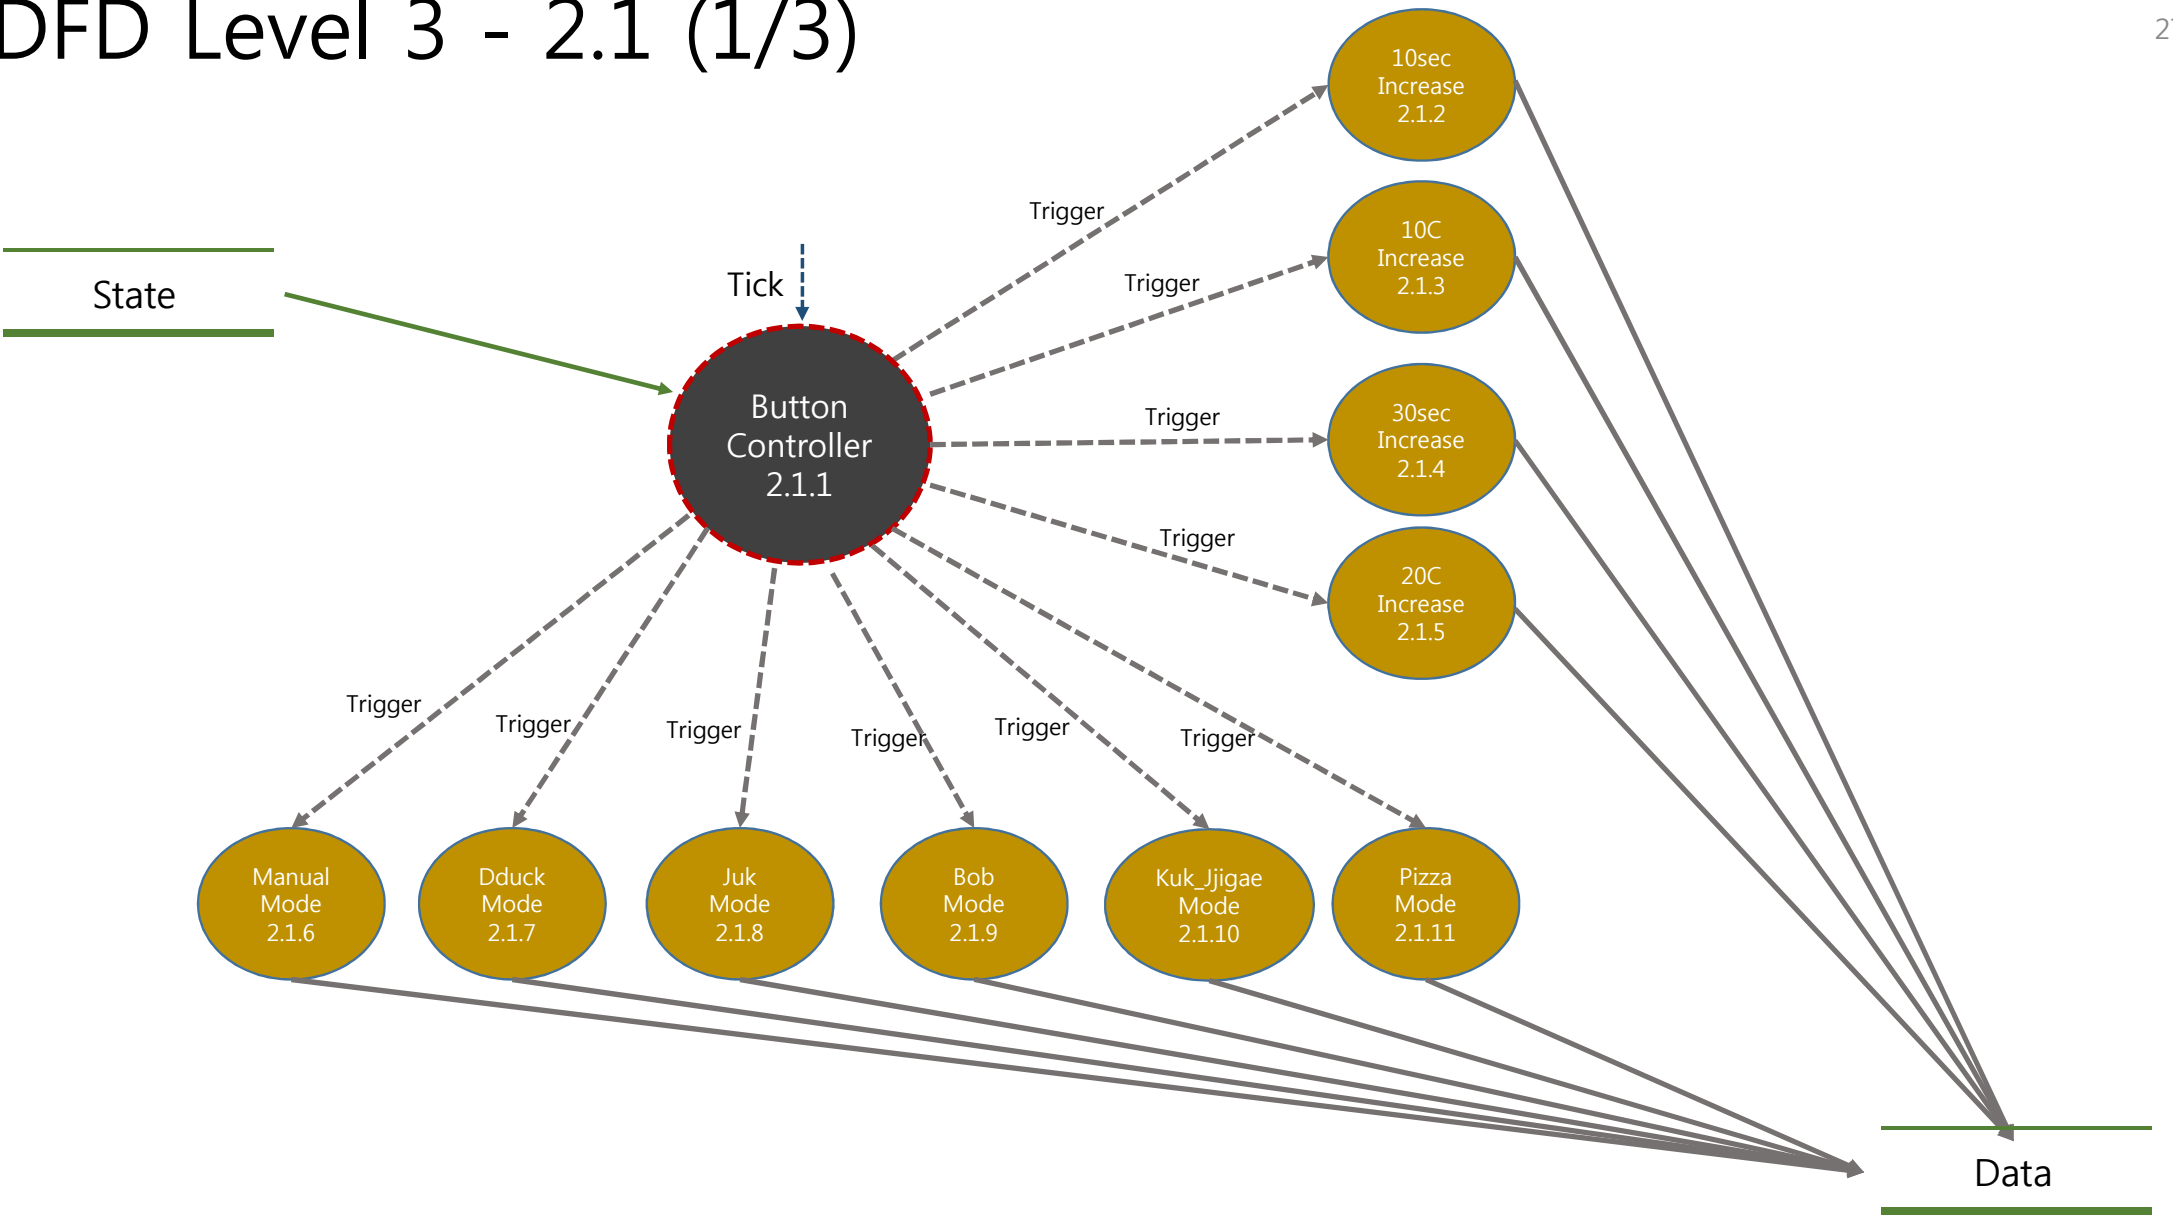 DFD Level 3 - 2.1 (1/3)
10sec
Increase
2.1.2
Trigger
10C
Increase
2.1.3
Trigger
State
Tick
Button
Controller
2.1.1
Trigger
30sec
Increase
2.1.4
Trigger
20C
Increase
2.1.5
Trigger
Trigger
Trigger
Trigger
Trigger
Trigger
Manual
Mode
2.1.6
Dduck
Mode
2.1.7
Juk
Mode
2.1.8
Bob
Mode
2.1.9
Kuk_Jjigae
Mode
2.1.10
Pizza
Mode
2.1.11
Data